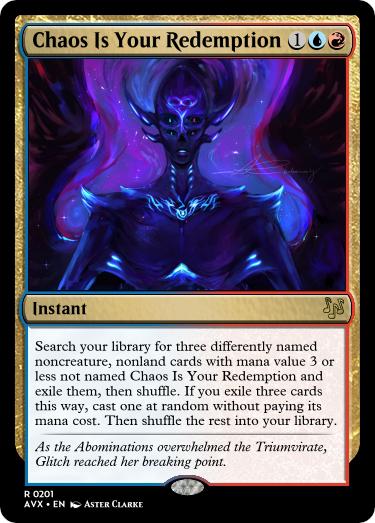 Chaos Is Your Redemption 1
Instant
Search your library for three differently named
noncreature, nonland cards with mana value 3 or
less not named Chaos Is Your Redemption and
exile them, then shuffle. If you exile three cards
this way, cast one at random without paying its
mana cost. Then shuffle the rest into your library.
As the Abominations overwhelmed the Triumvirate,
Glitch reached her breaking point.
R 0201
AVX • EN Aster Clarke